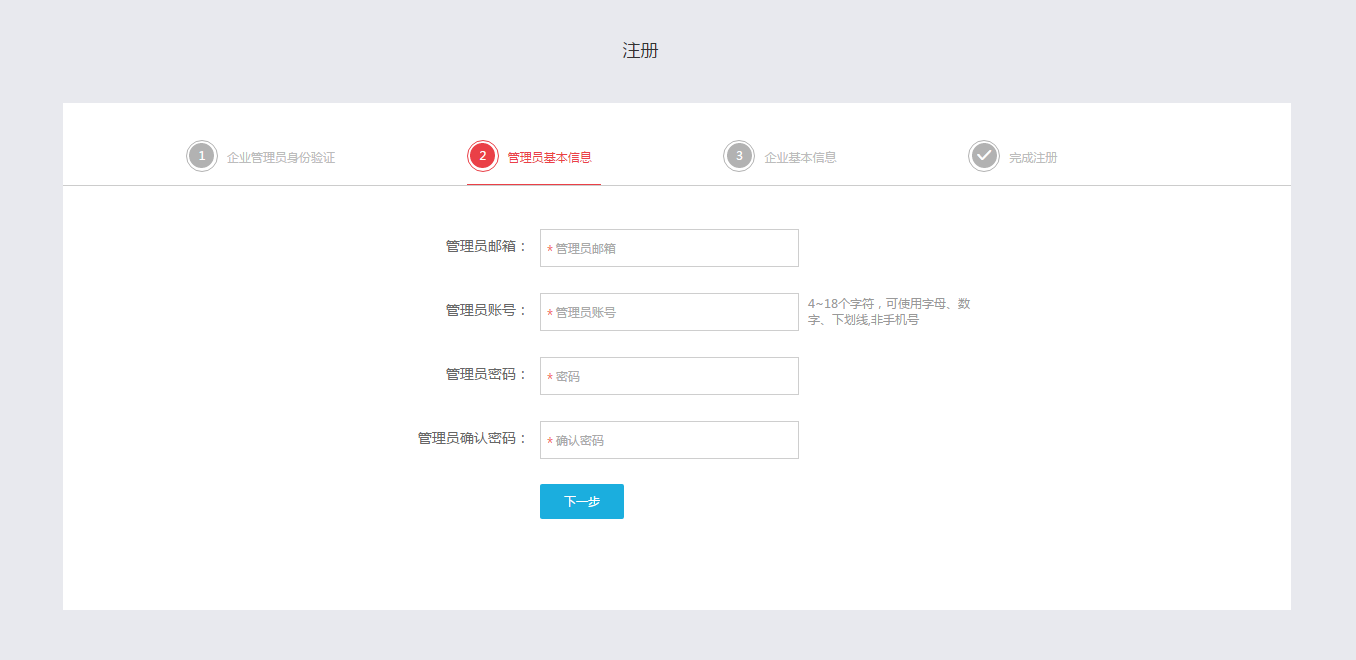 注册
1 企业管理员身份验证 2 管理员基本信息 3 企业基本信息 完成注册
管理员邮箱： * 管理员邮箱
管理员账号： * 管理员账号 4~18个字符，可使用字母、数
字、下划线,非手机号
管理员密码： * 密码
管理员确认密码： * 确认密码
下一步